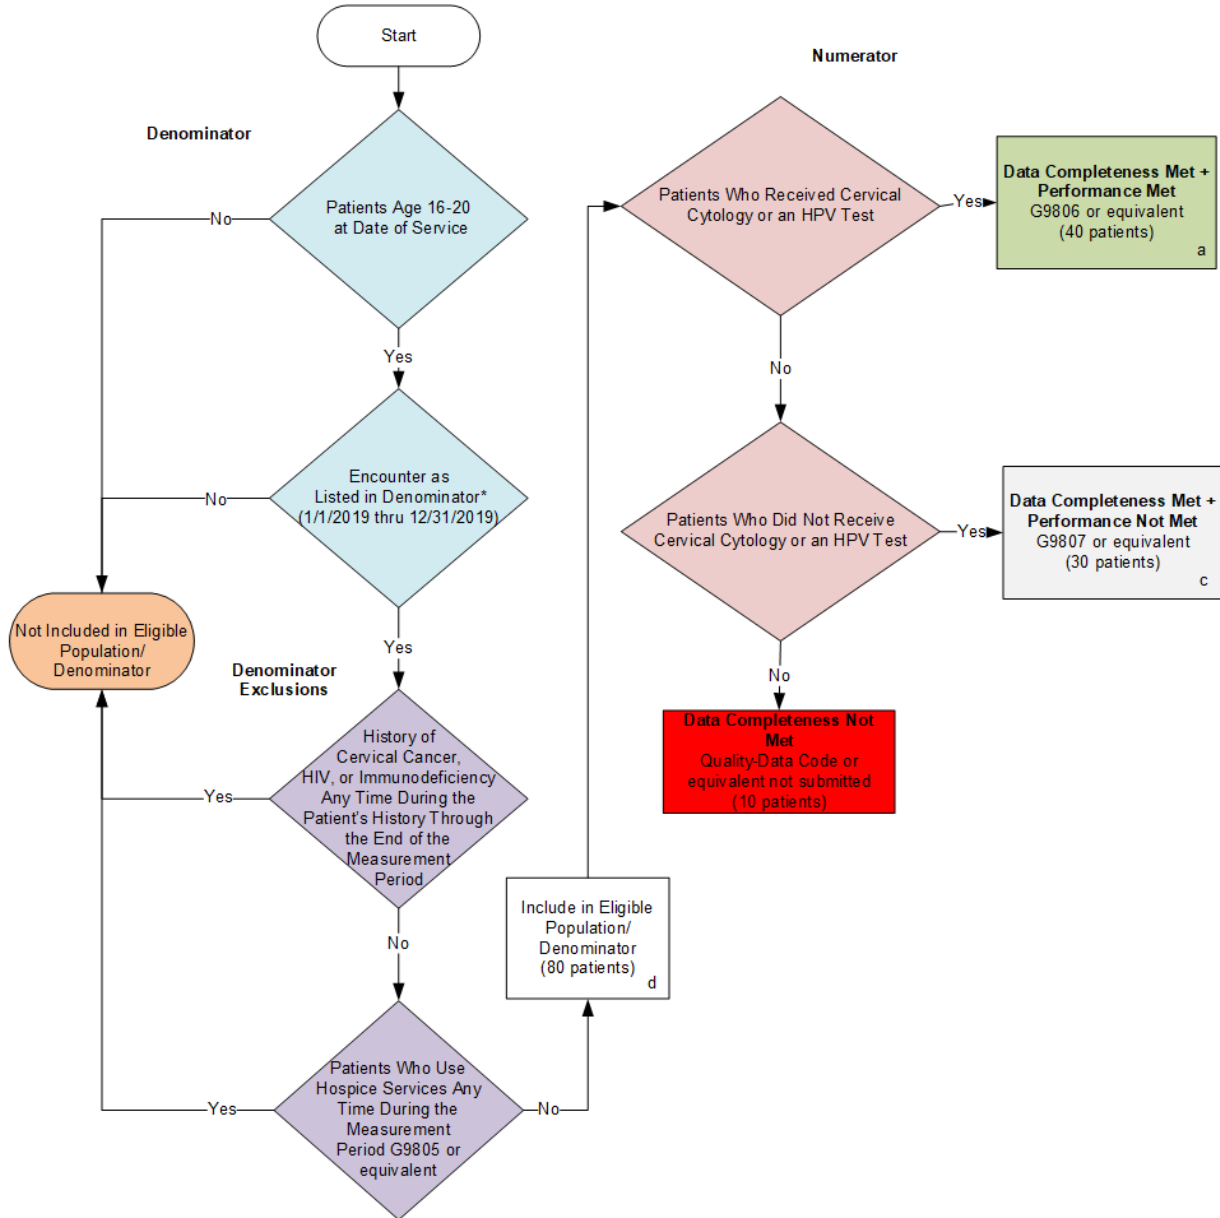 Start
Denominator
Patients Age 16-20
at Date of Service
No
Yes
Encounter as
Listed in Denominator*
(1/1/2019 thru 12/31/2019)
No
Yes
Not Included in Eligible
Population/
Denominator
Denominator
Exclusions
History of
Cervical Cancer,
HIV, or Immunodeficiency
Any Time During the
Patient's History Through
the End of the
Measurement
Period
Yes
No
Patients Who Use
Hospice Services Any
Time During the
Measurement
Period G9805 or
equivalent
Yes
No
Include in Eligible
Population/
Denominator
(80 patients)
d
Numerator
Patients Who Received Cervical
Cytology or an HPV Test
Yes
Data Completeness Met +
Performance Met
G9806 or equivalent
(40 patients)
a
No
Patients Who Did Not Receive
Cervical Cytology or an HPV Test
Yes
Data Completeness Met +
Performance Not Met
G9807 or equivalent
(30 patients)
c
No
Data Completeness Not
Met
Quality-Data Code or
equivalent not submitted
(10 patients)